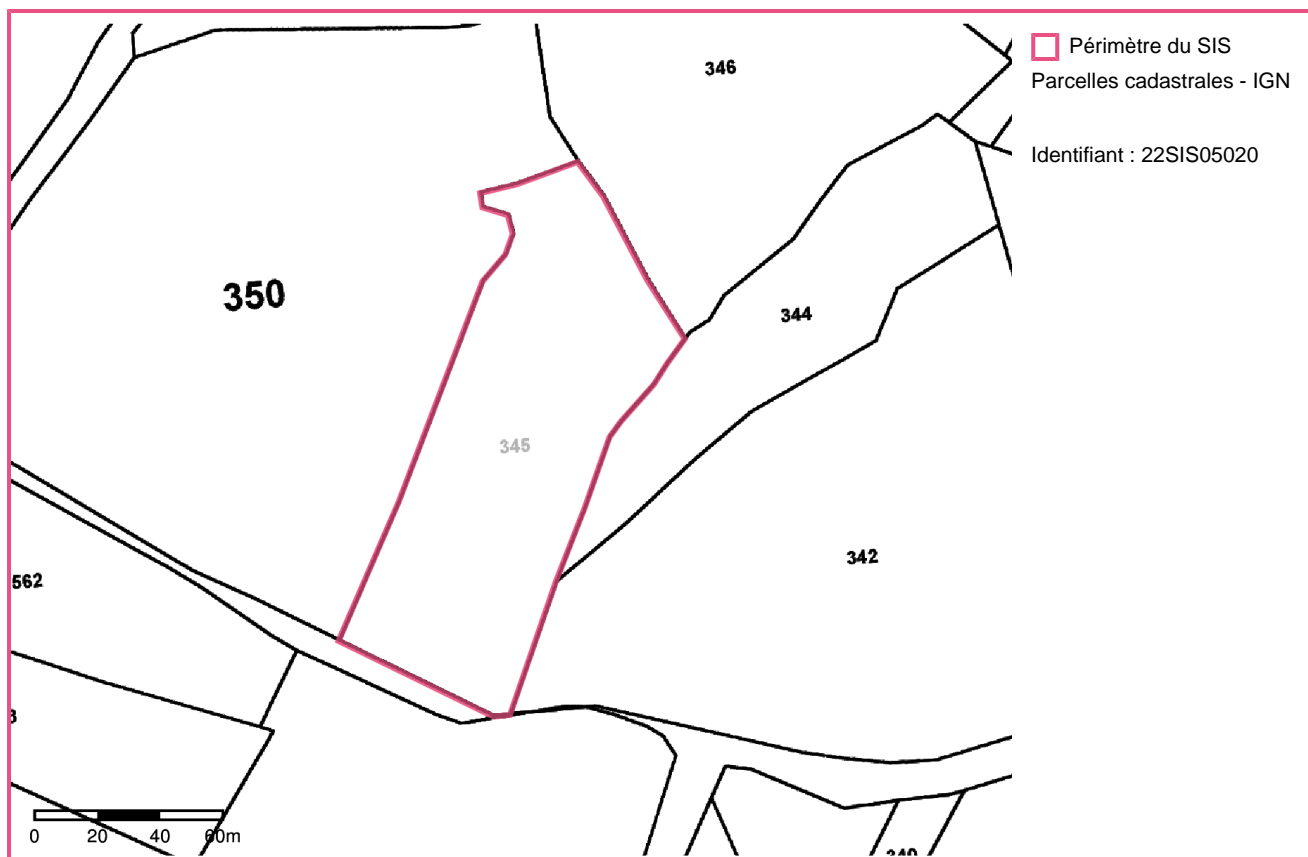 Périmètre du SIS
Parcelles cadastrales - IGN
Identifiant : 22SIS05020
346
350
344
345
342
562
0 20 40 60m